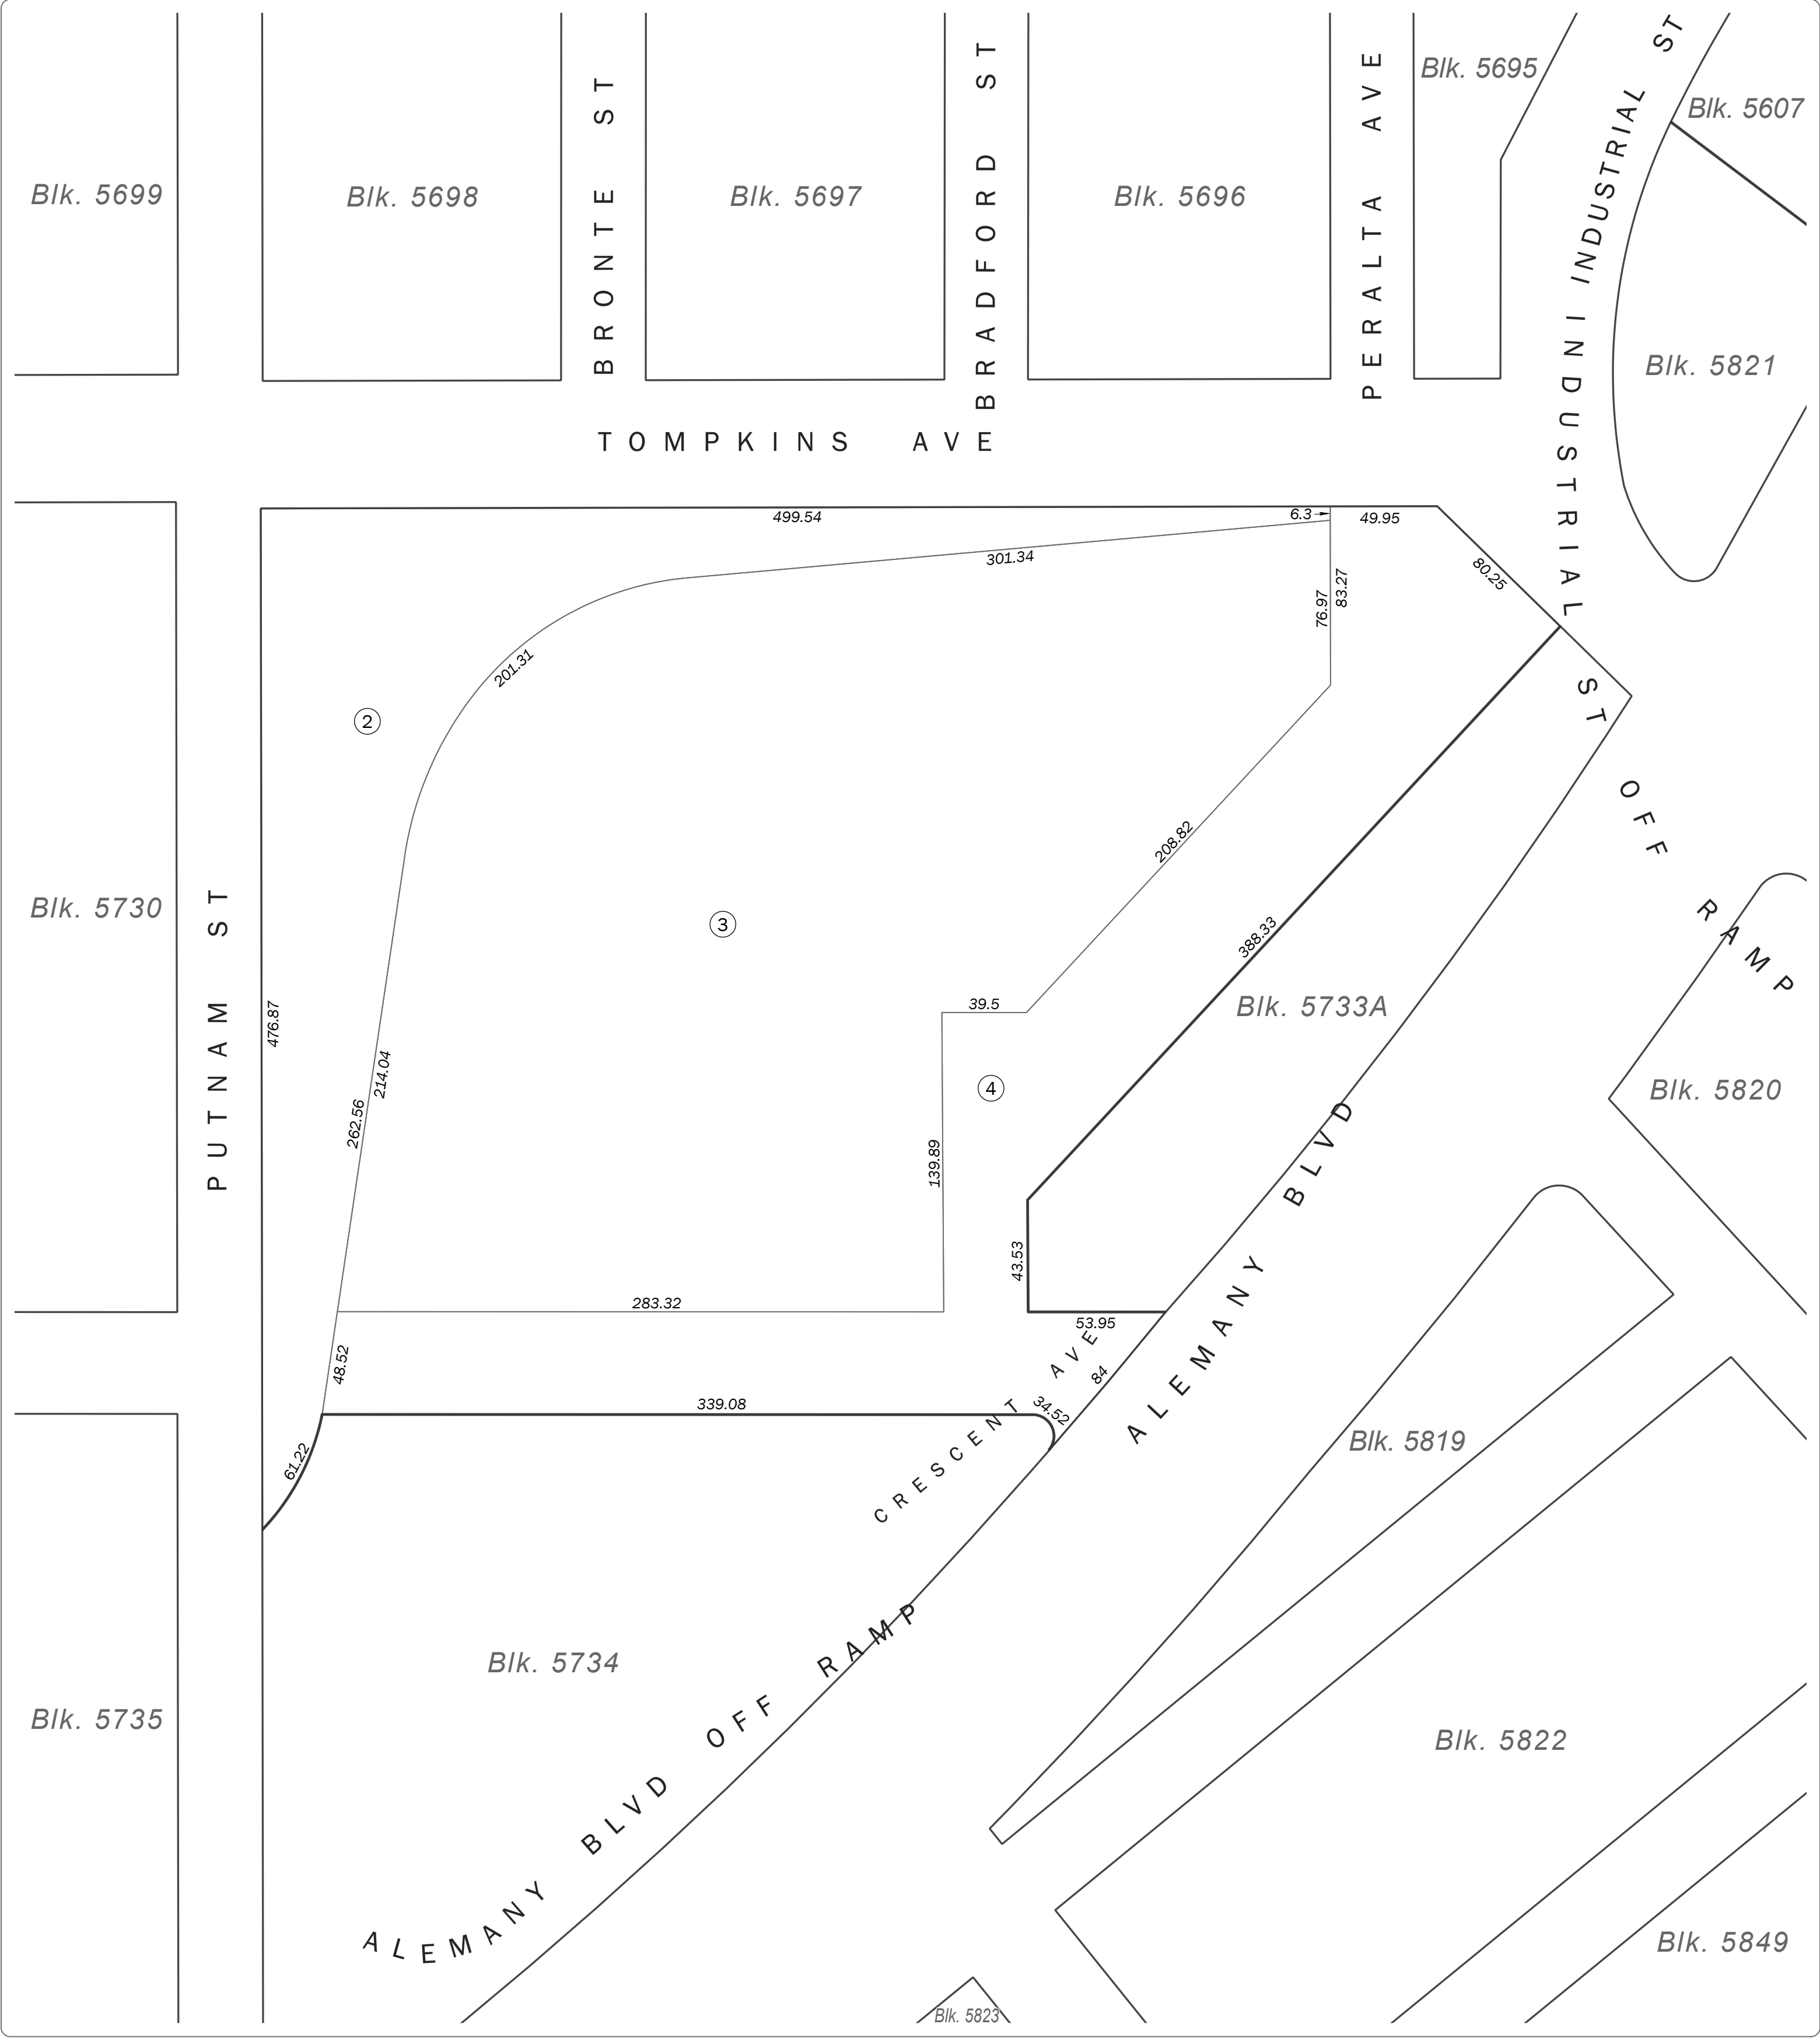 Blk. 5699
Blk. 5698
BRONTE ST
Blk. 5697
BRADFORD ST
Blk. 5696
PERALTA AVE
Blk. 5695
INDUSTRIAL ST
Blk. 5607
INDUSTRIAL ST OFF RAMP
Blk. 5821
TOMPKINS AVE
499.54
6.3
49.95
301.34
80.25
76.97
83.27
201.31
2
208.82
Blk. 5730
PUTNAM ST
3
388.33
476.87
39.5
Blk. 5733A
214.04
4
Blk. 5820
262.56
139.89
ALEMANY BLVD
43.53
283.32
53.95
48.52
CRESCENT AVE
84
339.08
34.52
61.22
Blk. 5819
Blk. 5734
ALEMANY BLVD OFF RAMP
Blk. 5735
Blk. 5822
Blk. 5849
Blk. 5823